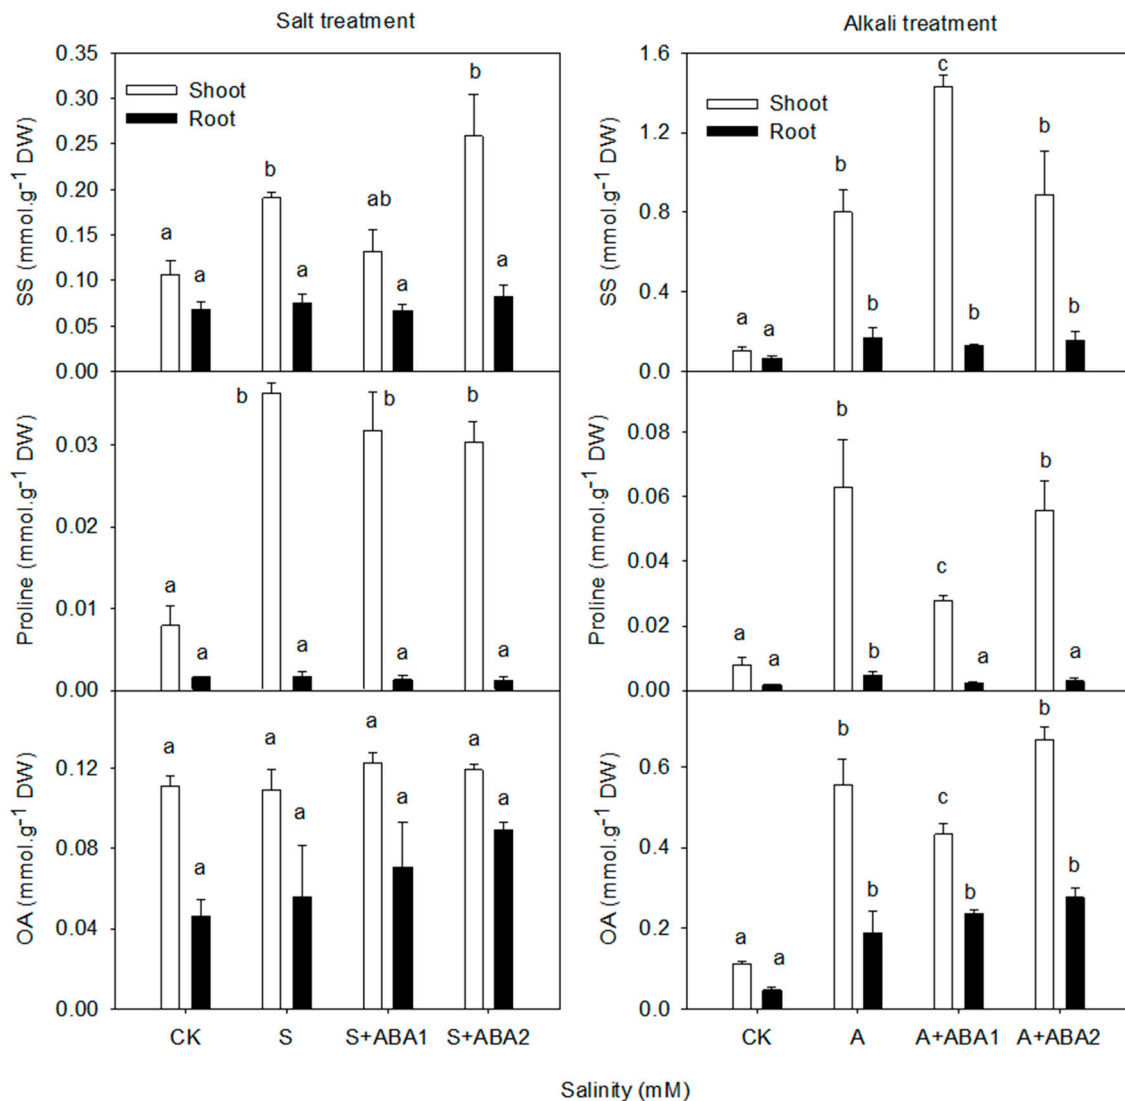 Salt treatment
Alkali treatment
SS (mmol.g⁻¹ DW)
0.35
0.30
0.25
0.20
0.15
0.10
0.05
0.00
Shoot
Root
a
a
b
a
ab
a
b
a
SS (mmol.g⁻¹ DW)
1.6
1.2
0.8
0.4
0.0
Shoot
Root
a
a
b
b
c
b
b
b
Proline (mmol.g⁻¹ DW)
0.03
0.02
0.01
0.00
a
a
b
a
b
a
b
a
Proline (mmol.g⁻¹ DW)
0.08
0.06
0.04
0.02
0.00
a
a
b
b
c
a
b
a
OA (mmol.g⁻¹ DW)
0.12
0.08
0.04
0.00
a
a
a
a
a
a
a
a
CK S S+ABA1 S+ABA2
OA (mmol.g⁻¹ DW)
0.6
0.4
0.2
0.0
a
a
b
b
c
b
b
b
CK A A+ABA1 A+ABA2
Salinity (mM)